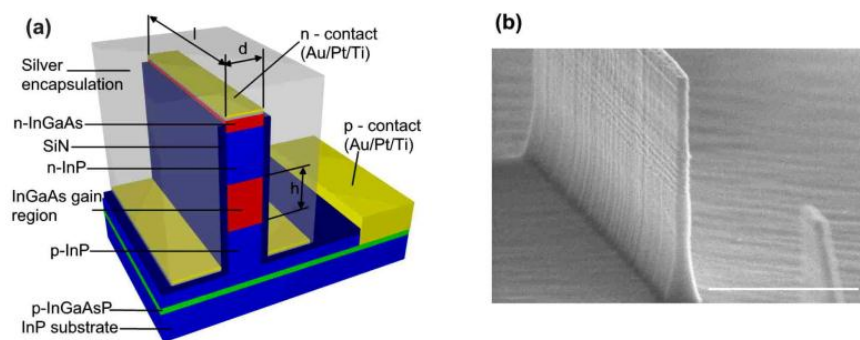 (a)
l
d
n - contact
(Au/Pt/Ti)
Silver
encapsulation
n-InGaAs
SiN
n-InP
InGaAs gain
region
p-InP
p-InGaAsP
InP substrate
p - contact
(Au/Pt/Ti)
h
(b)